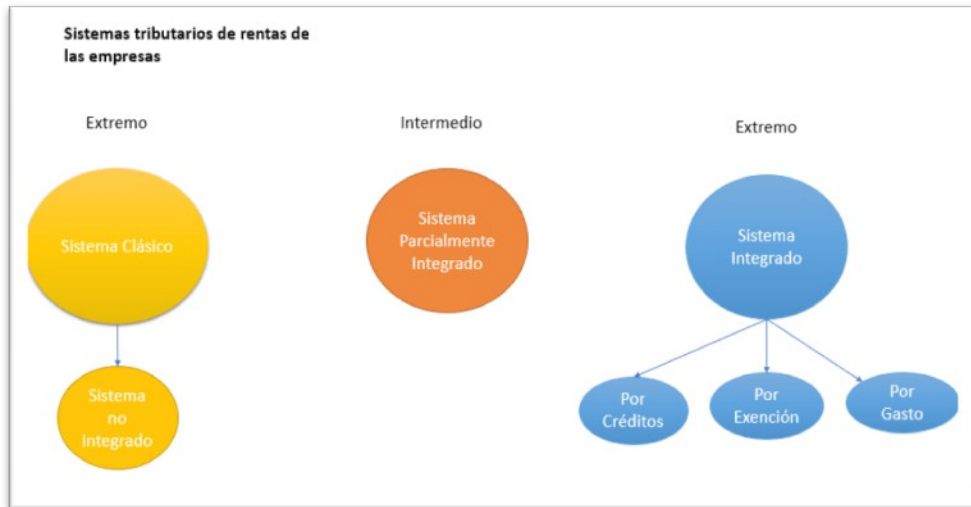 Sistemas tributarios de rentas de
las empresas
Extremo
Intermedio
Extremo
Sistema Clásico
Sistema
Parcialmente
Integrado
Sistema
Integrado
Sistema
no
integrado
Por
Créditos
Por
Exención
Por
Gasto